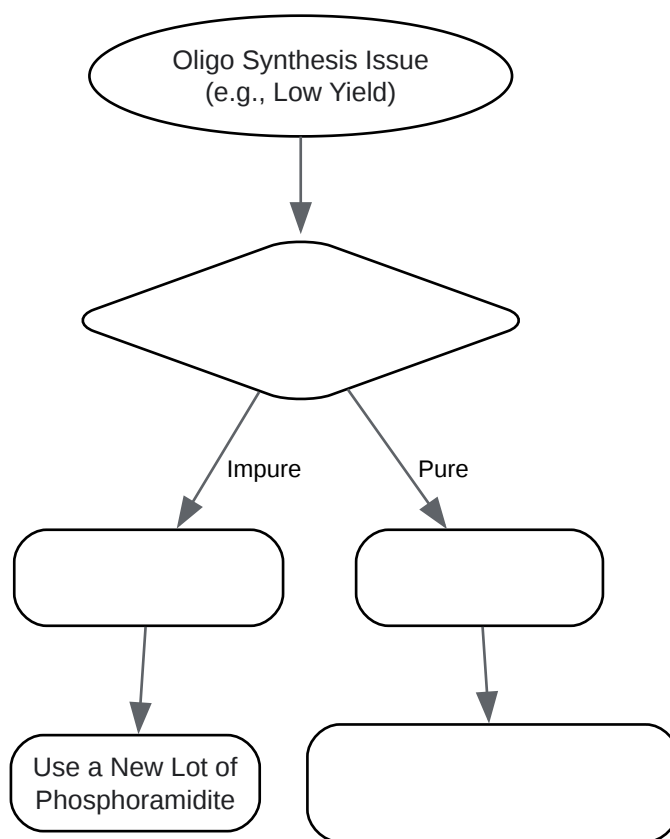 Oligo Synthesis Issue
(e.g., Low Yield)
Impure
Pure
Use a New Lot of
Phosphoramidite